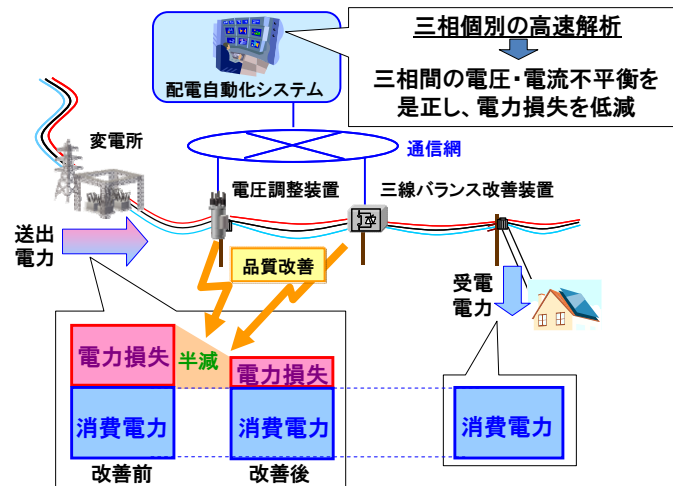 三相個別の高速解析
三相間の電圧・電流不平衡を
是正し、電力損失を低減
配電自動化システム
通信網
変電所
電圧調整装置
三線バランス改善装置
送出
電力
品質改善
受電
電力
電力損失
半減
電力損失
消費電力
消費電力
消費電力
改善前
改善後